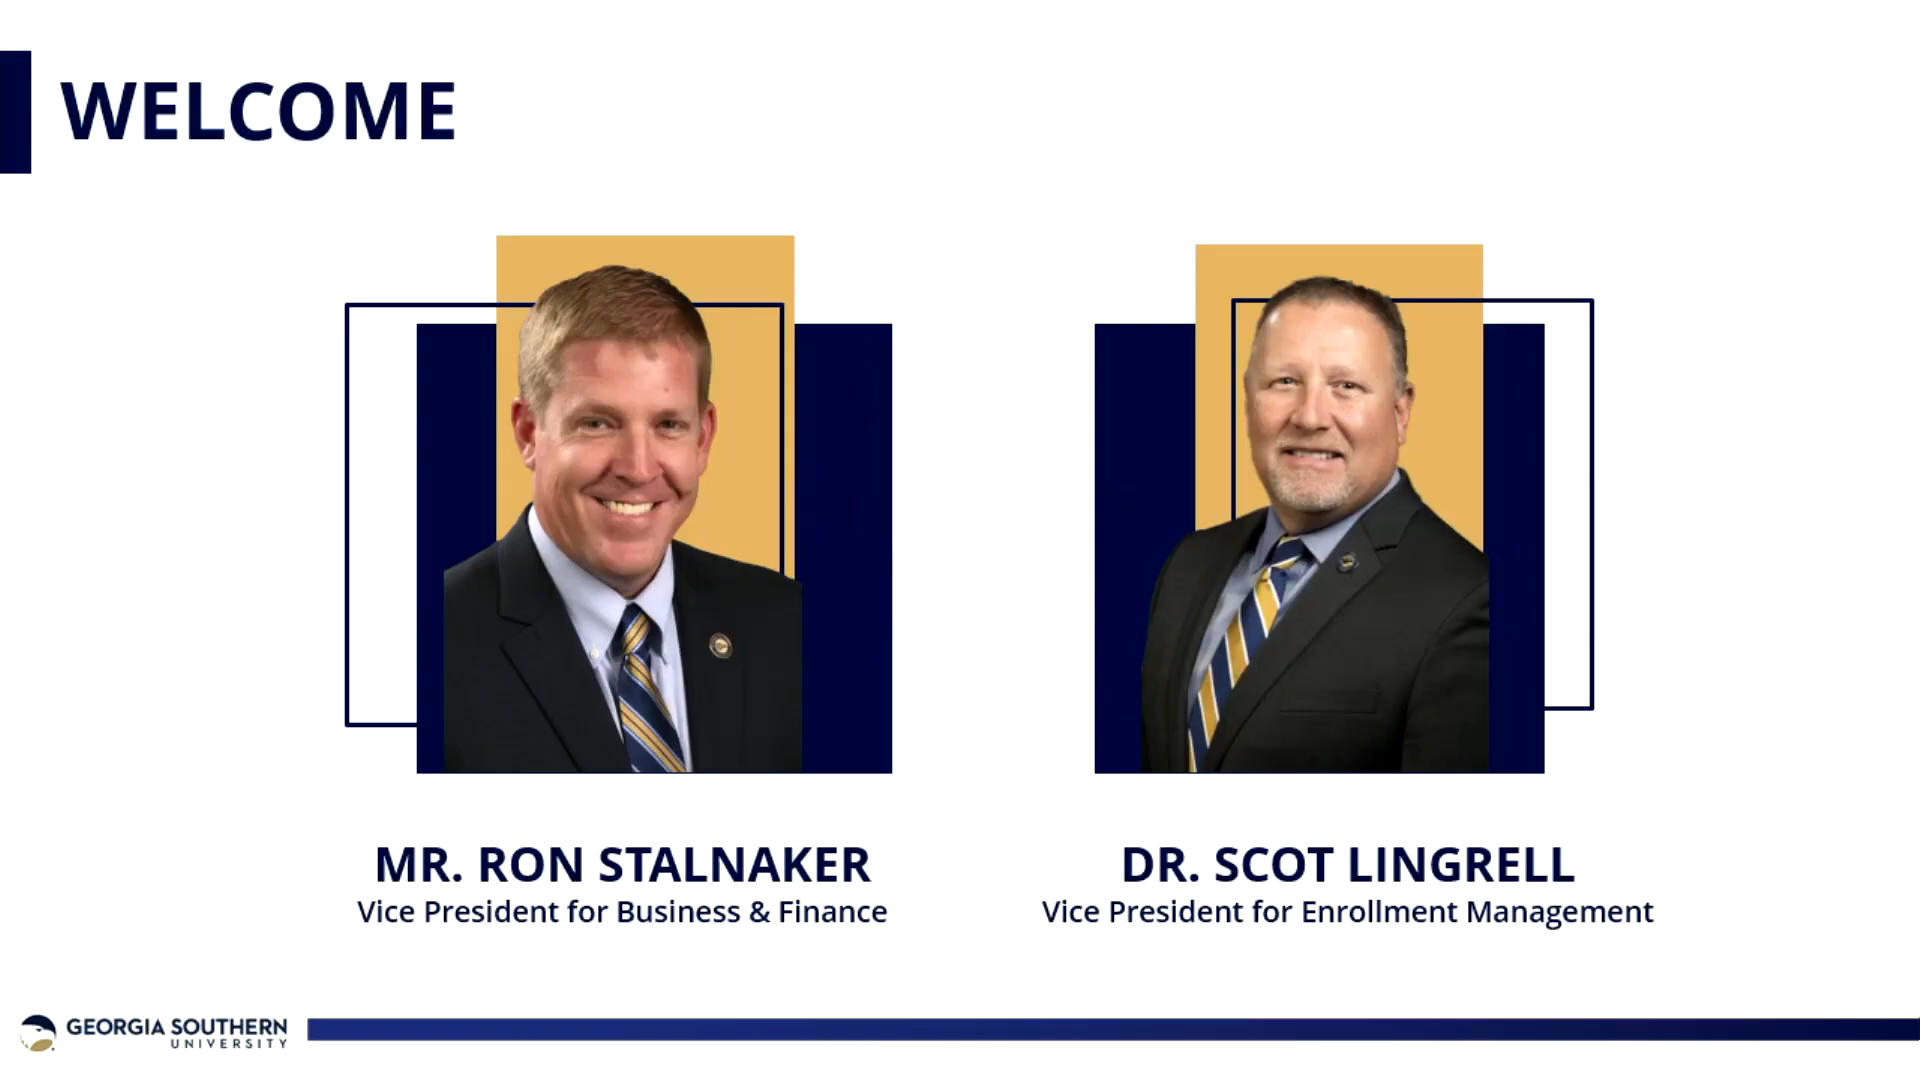 WELCOME
MR. RON STALNAKER
Vice President for Business & Finance
DR. SCOT LINGRELL
Vice President for Enrollment Management
GEORGIA SOUTHERN
UNIVERSITY